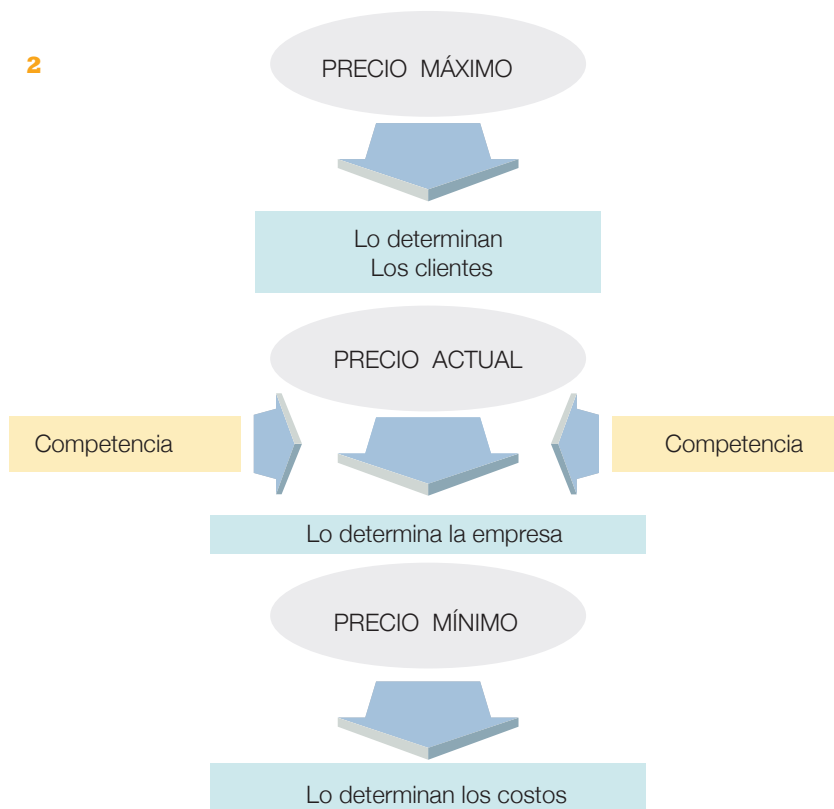 2
PRECIO MÁXIMO
Lo determinan
Los clientes
PRECIO ACTUAL
Competencia
Competencia
Lo determina la empresa
PRECIO MÍNIMO
Lo determinan los costos